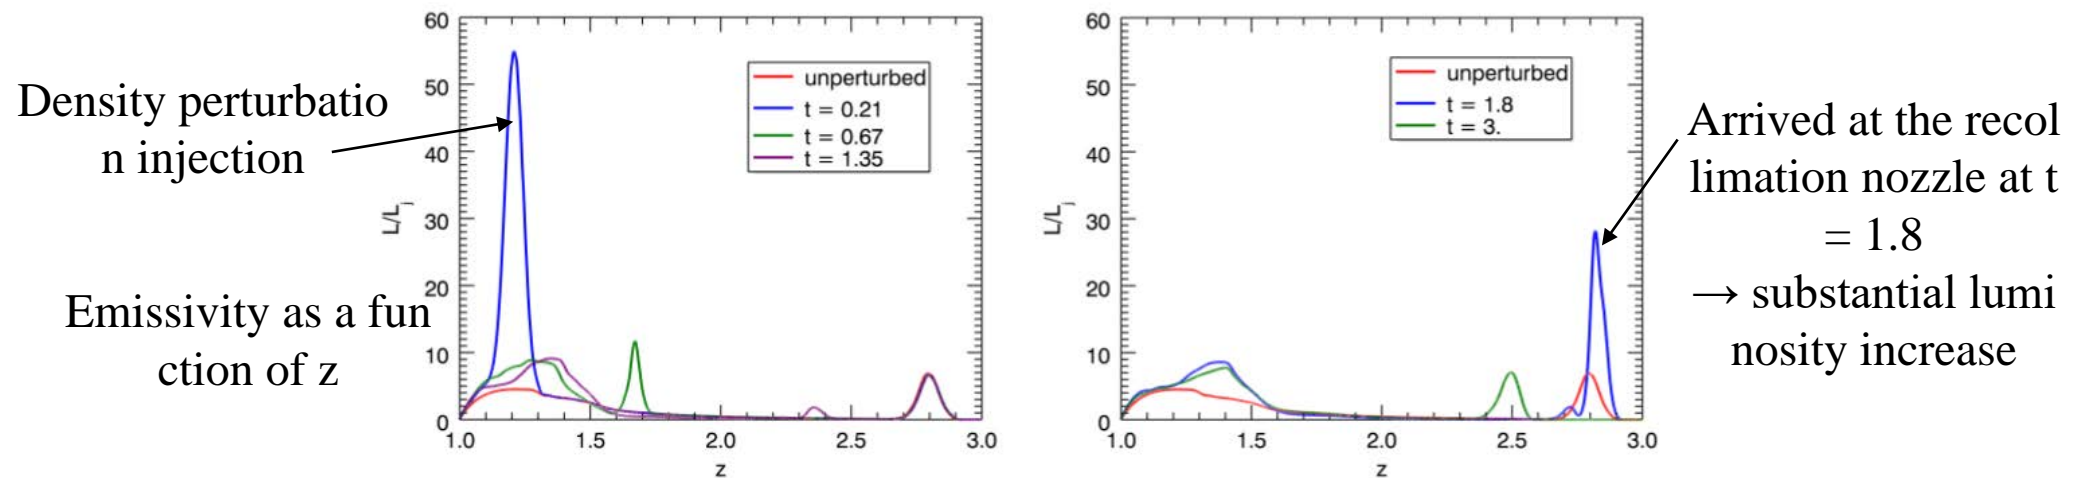 Density perturbatio
n injection
Emissivity as a fun
ction of z
60
50
40
30
20
10
0
L/Lj
1.0 1.5 2.0 2.5 3.0
z
unperturbed
t = 0.21
t = 0.67
t = 1.35
60
50
40
30
20
10
0
L/Lj
1.0 1.5 2.0 2.5 3.0
z
unperturbed
t = 1.8
t = 3.
Arrived at the recol
limation nozzle at t
= 1.8
→ substantial lumi
nosity increase